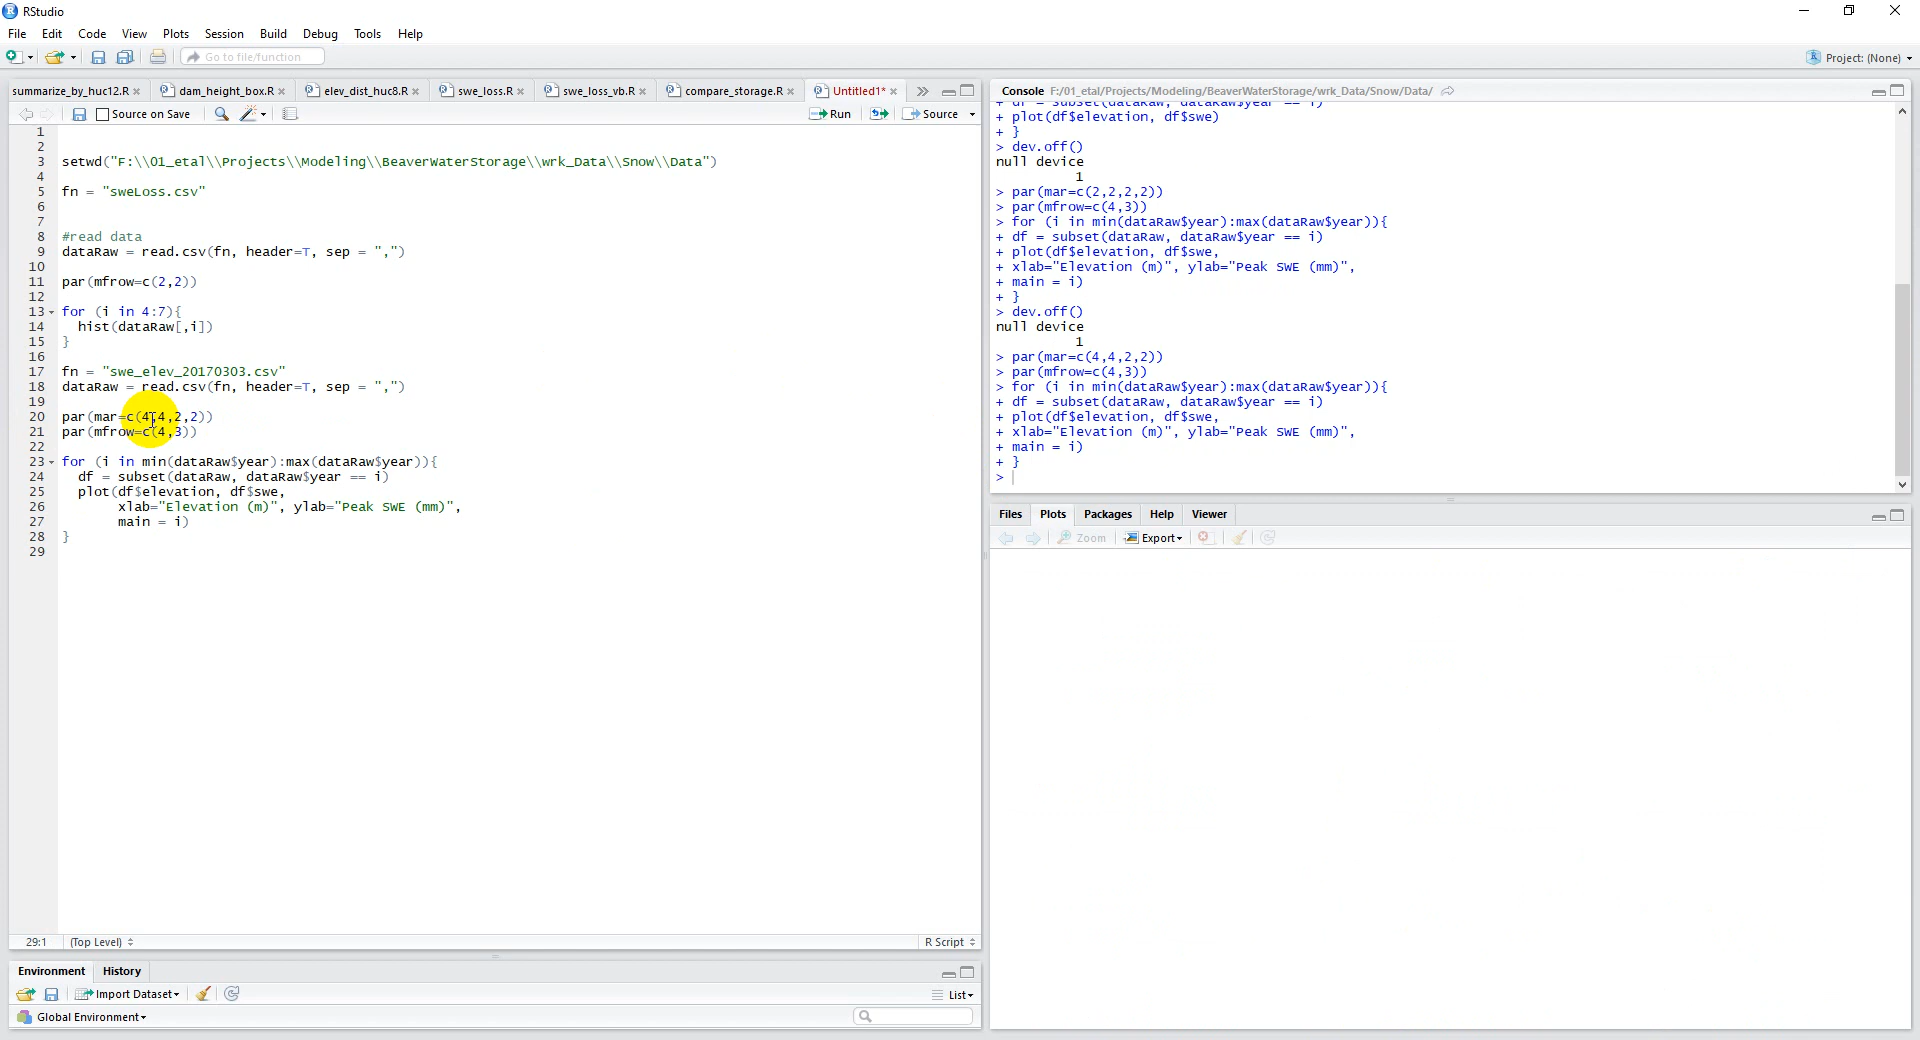 RStudio
File Edit Code View Plots Session Build Debug Tools Help
Go to file/function
Project: (None)
summarize_by_huc12.R dam_height_box.R elev_dist_huc8.R swe_loss.R swe_loss_vb.R compare_storage.R Untitled1*
Source on Save Run Source
1
2
3 setwd("F:\\01_etal\\Projects\\Modeling\\BeaverWaterStorage\\wrk_Data\\Snow\\Data")
4
5 fn = "sweLoss.csv"
6
7
8 #read data
9 dataRaw = read.csv(fn, header=T, sep = ",")
10
11 par(mfrow=c(2,2))
12
13 for (i in 4:7){
14 hist(dataRaw[,i])
15 }
16
17 fn = "swe_elev_20170303.csv"
18 dataRaw = read.csv(fn, header=T, sep = ",")
19
20 par(mar=c(4,4,2,2))
21 par(mfrow=c(4,3))
22
23 for (i in min(dataRaw$year):max(dataRaw$year)){
24 df = subset(dataRaw, dataRaw$year == i)
25 plot(df$elevation, df$swe,
26 xlab="Elevation (m)", ylab="Peak SWE (mm)",
27 main = i)
28 }
29
29:1 (Top Level) R Script
Environment History
Import Dataset List
Global Environment
Console F:/01_etal/Projects/Modeling/BeaverWaterStorage/wrk_Data/Snow/Data/
+ df = subset(dataRaw, dataRaw$year == i)
+ plot(df$elevation, df$swe)
+ }
> dev.off()
null device
1
> par(mar=c(2,2,2,2))
> par(mfrow=c(4,3))
> for (i in min(dataRaw$year):max(dataRaw$year)){
+ df = subset(dataRaw, dataRaw$year == i)
+ plot(df$elevation, df$swe,
+ xlab="Elevation (m)", ylab="Peak SWE (mm)",
+ main = i)
+ }
> dev.off()
null device
1
> par(mar=c(4,4,2,2))
> par(mfrow=c(4,3))
> for (i in min(dataRaw$year):max(dataRaw$year)){
+ df = subset(dataRaw, dataRaw$year == i)
+ plot(df$elevation, df$swe,
+ xlab="Elevation (m)", ylab="Peak SWE (mm)",
+ main = i)
+ }
>
Files Plots Packages Help Viewer
Zoom Export